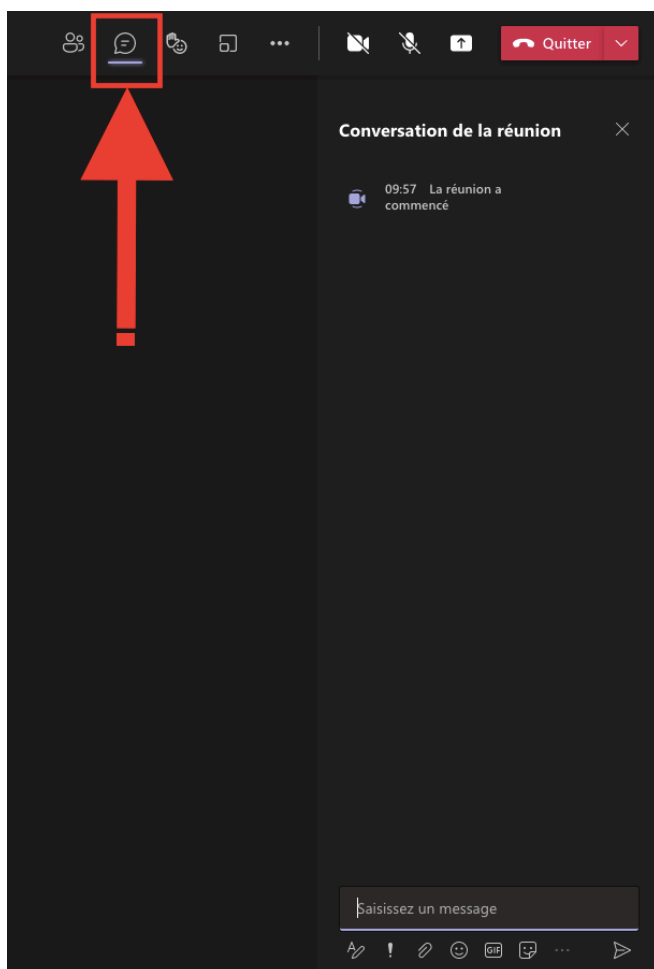 Quitter
Conversation de la réunion
09:57 La réunion a
commencé
Saisissez un message
GIF